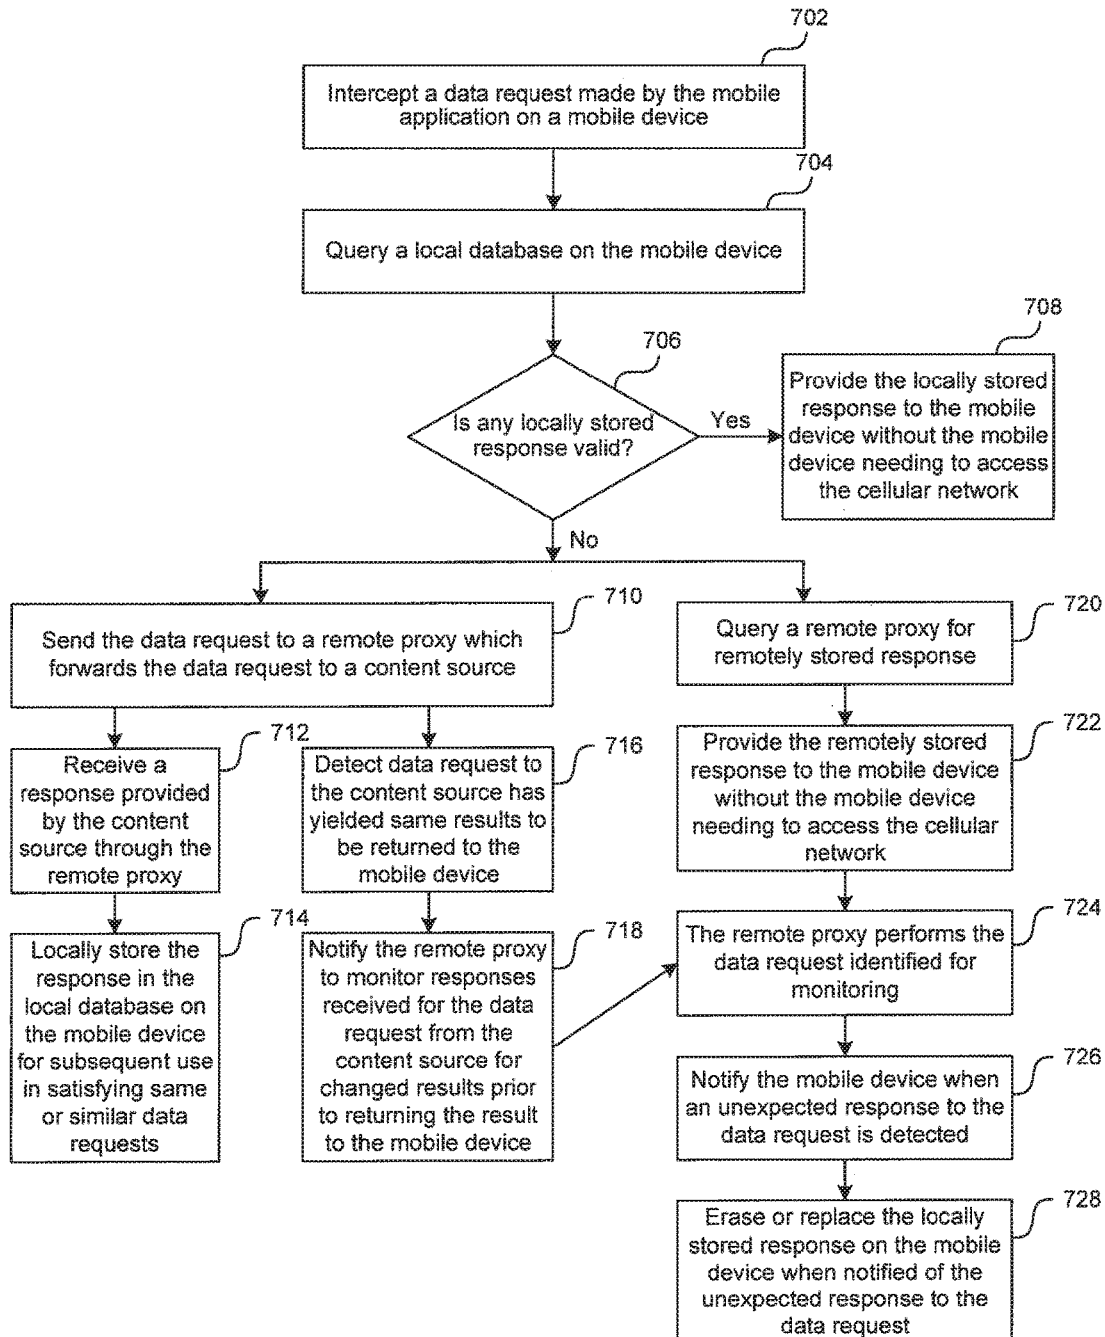 702
Intercept a data request made by the mobile
application on a mobile device
704
Query a local database on the mobile device
706
Is any locally stored
response valid?
Yes
708
Provide the locally stored
response to the mobile
device without the mobile
device needing to access
the cellular network
No
710
Send the data request to a remote proxy which
forwards the data request to a content source
720
Query a remote proxy for
remotely stored response
712
Receive a
response provided
by the content
source through the
remote proxy
716
Detect data request to
the content source has
yielded same results to
be returned to the
mobile device
722
Provide the remotely stored
response to the mobile device
without the mobile device
needing to access the cellular
network
714
Locally store the
response in the
local database on
the mobile device
for subsequent use
in satisfying same
or similar data
requests
718
Notify the remote proxy
to monitor responses
received for the data
request from the
content source for
changed results prior
to returning the result
to the mobile device
724
The remote proxy performs the
data request identified for
monitoring
726
Notify the mobile device when
an unexpected response to the
data request is detected
728
Erase or replace the locally
stored response on the mobile
device when notified of the
unexpected response to the
data request